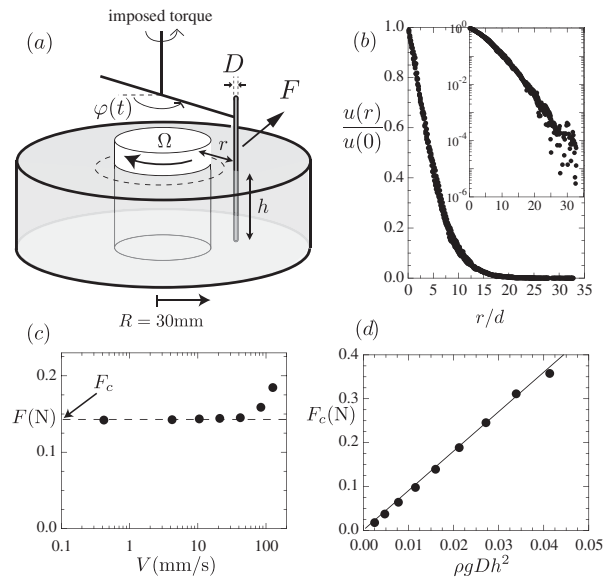 (a)
imposed torque
φ(t)
D
F
Ω
r
h
R = 30mm
(b)
u(r)
u(0)
1.0
0.8
0.6
0.4
0.2
0.0
0 5 10 15 20 25 30 35
r/d
10^0
10^-2
10^-4
10^-6
0 10 20 30
(c)
F(N)
F_c
0.2
0.1
0.0
0.1 1 10 100
V(mm/s)
(d)
F_c(N)
0.4
0.3
0.2
0.1
0.0
0.00 0.01 0.02 0.03 0.04 0.05
ρgDh^2